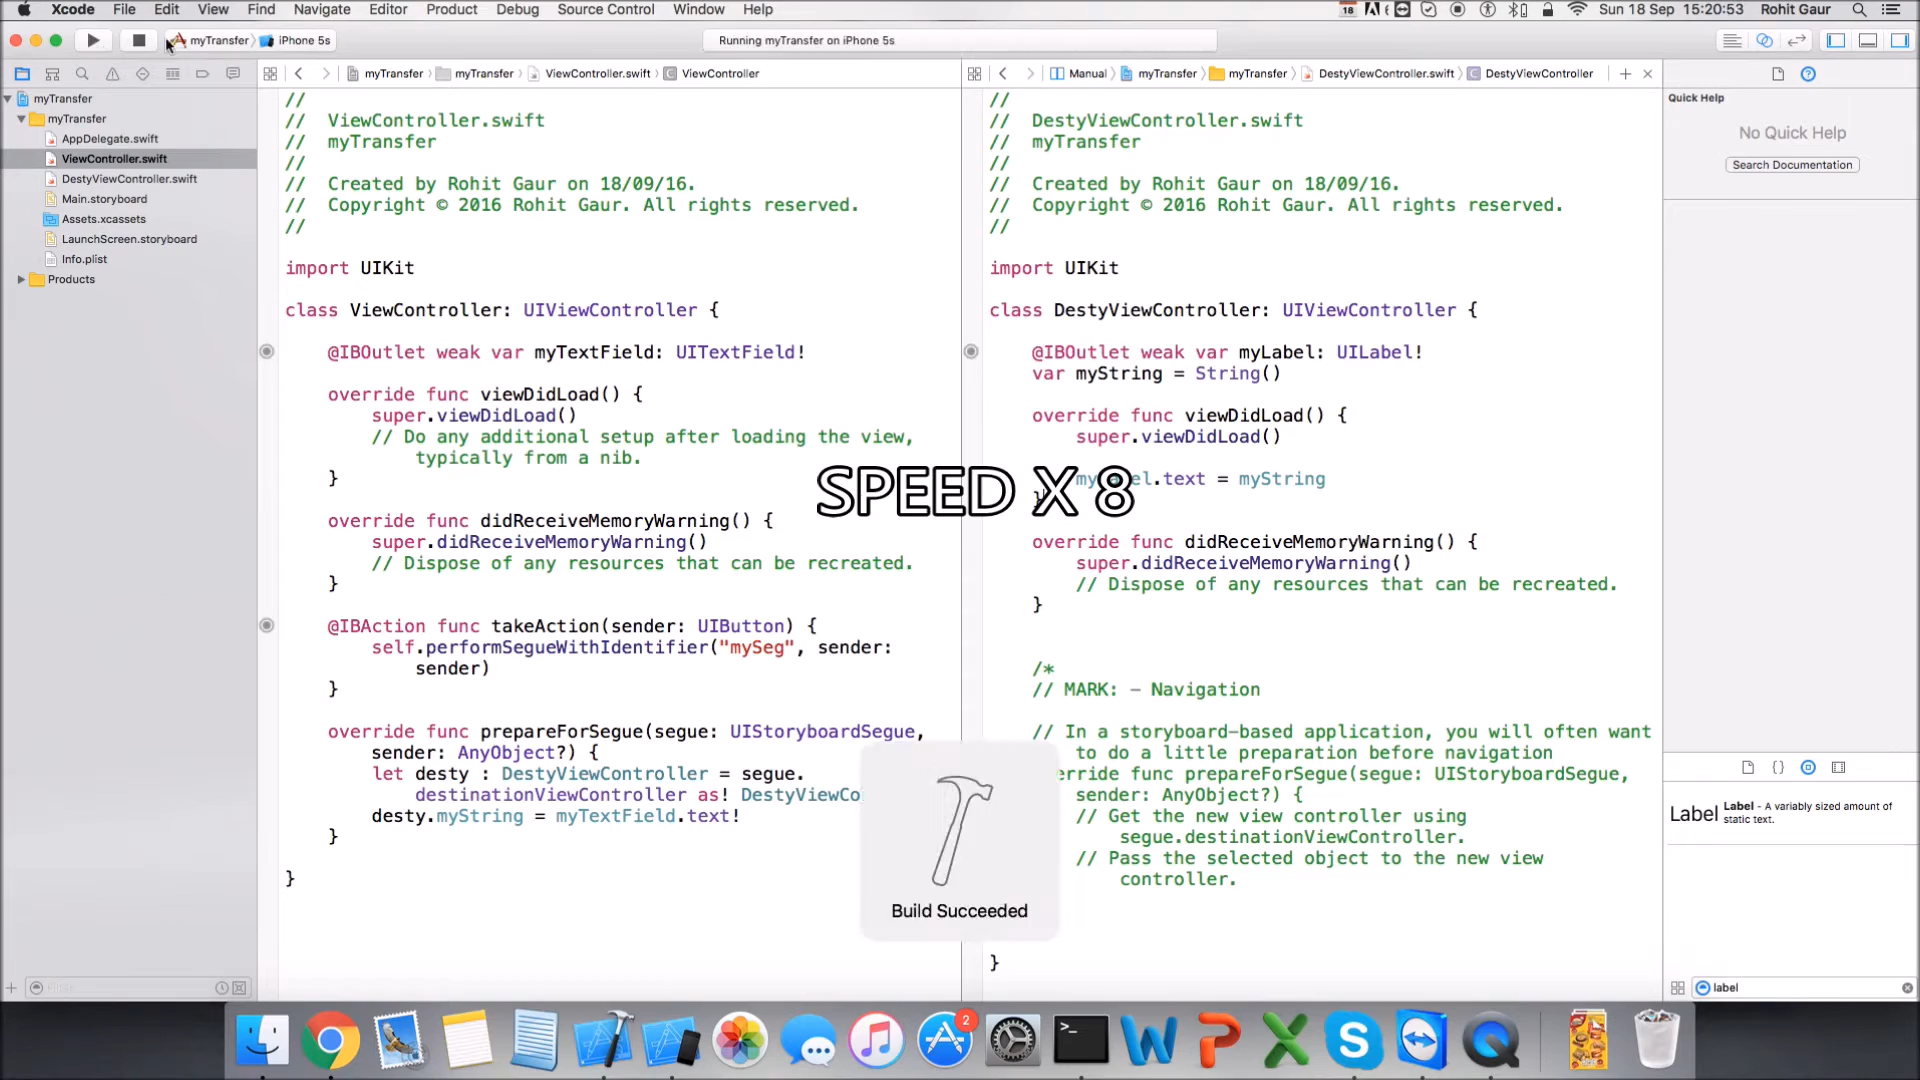 Xcode File Edit View Find Navigate Editor Product Debug Source Control Window Help
18 Sun 18 Sep 15:20:53 Rohit Gaur
myTransfer iPhone 5s
Running myTransfer on iPhone 5s
myTransfer myTransfer ViewController.swift ViewController
Manual myTransfer myTransfer DestyViewController.swift DestyViewController
myTransfer
myTransfer
AppDelegate.swift
ViewController.swift
DestyViewController.swift
Main.storyboard
Assets.xcassets
LaunchScreen.storyboard
Info.plist
Products
//
// ViewController.swift
// myTransfer
//
// Created by Rohit Gaur on 18/09/16.
// Copyright © 2016 Rohit Gaur. All rights reserved.
//
import UIKit
class ViewController: UIViewController {
@IBOutlet weak var myTextField: UITextField!
override func viewDidLoad() {
super.viewDidLoad()
// Do any additional setup after loading the view,
typically from a nib.
}
override func didReceiveMemoryWarning() {
super.didReceiveMemoryWarning()
// Dispose of any resources that can be recreated.
}
@IBAction func takeAction(sender: UIButton) {
self.performSegueWithIdentifier("mySeg", sender:
sender)
}
override func prepareForSegue(segue: UIStoryboardSegue,
sender: AnyObject?) {
let desty : DestyViewController = segue.
destinationViewController as! DestyViewCo
desty.myString = myTextField.text!
}
}
//
// DestyViewController.swift
// myTransfer
//
// Created by Rohit Gaur on 18/09/16.
// Copyright © 2016 Rohit Gaur. All rights reserved.
//
import UIKit
class DestyViewController: UIViewController {
@IBOutlet weak var myLabel: UILabel!
var myString = String()
override func viewDidLoad() {
super.viewDidLoad()
myLabel.text = myString
}
override func didReceiveMemoryWarning() {
super.didReceiveMemoryWarning()
// Dispose of any resources that can be recreated.
}
/*
// MARK: - Navigation
// In a storyboard-based application, you will often want
to do a little preparation before navigation
erride func prepareForSegue(segue: UIStoryboardSegue,
sender: AnyObject?) {
// Get the new view controller using
segue.destinationViewController.
// Pass the selected object to the new view
controller.
}
SPEED X 8
Build Succeeded
Quick Help
No Quick Help
Search Documentation
Label Label - A variably sized amount of
static text.
label
2